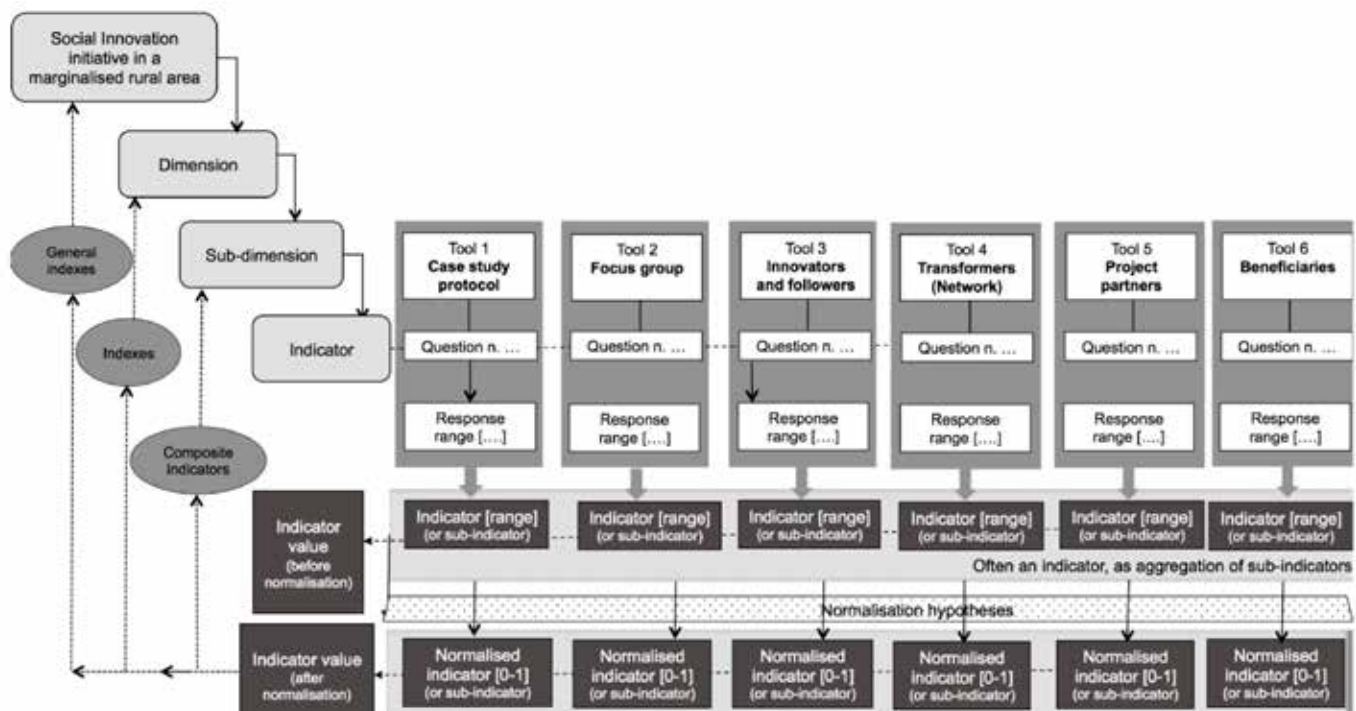 Social Innovation
initiative in a
marginalised rural area
Dimension
Sub-dimension
Indicator
General
indexes
Indexes
Composite
Indicators
Tool 1
Case study
protocol
Question n. ...
Response
range [....]
Tool 2
Focus group
Question n. ...
Response
range [....]
Tool 3
Innovators
and followers
Question n. ...
Response
range [....]
Tool 4
Transformers
(Network)
Question n. ...
Response
range [....]
Tool 5
Project
partners
Question n. ...
Response
range [....]
Tool 6
Beneficiaries
Question n. ...
Response
range [....]
Indicator
value
(before
normalisation)
Indicator [range]
(or sub-indicator)
Indicator [range]
(or sub-indicator)
Indicator [range]
(or sub-indicator)
Indicator [range]
(or sub-indicator)
Indicator [range]
(or sub-indicator)
Indicator [range]
(or sub-indicator)
Often an indicator, as aggregation of sub-indicators
Normalisation hypotheses
Indicator value
(after
normalisation)
Normalised
indicator [0-1]
(or sub-indicator)
Normalised
indicator [0-1]
(or sub-indicator)
Normalised
indicator [0-1]
(or sub-indicator)
Normalised
indicator [0-1]
(or sub-indicator)
Normalised
indicator [0-1]
(or sub-indicator)
Normalised
indicator [0-1]
(or sub-indicator)